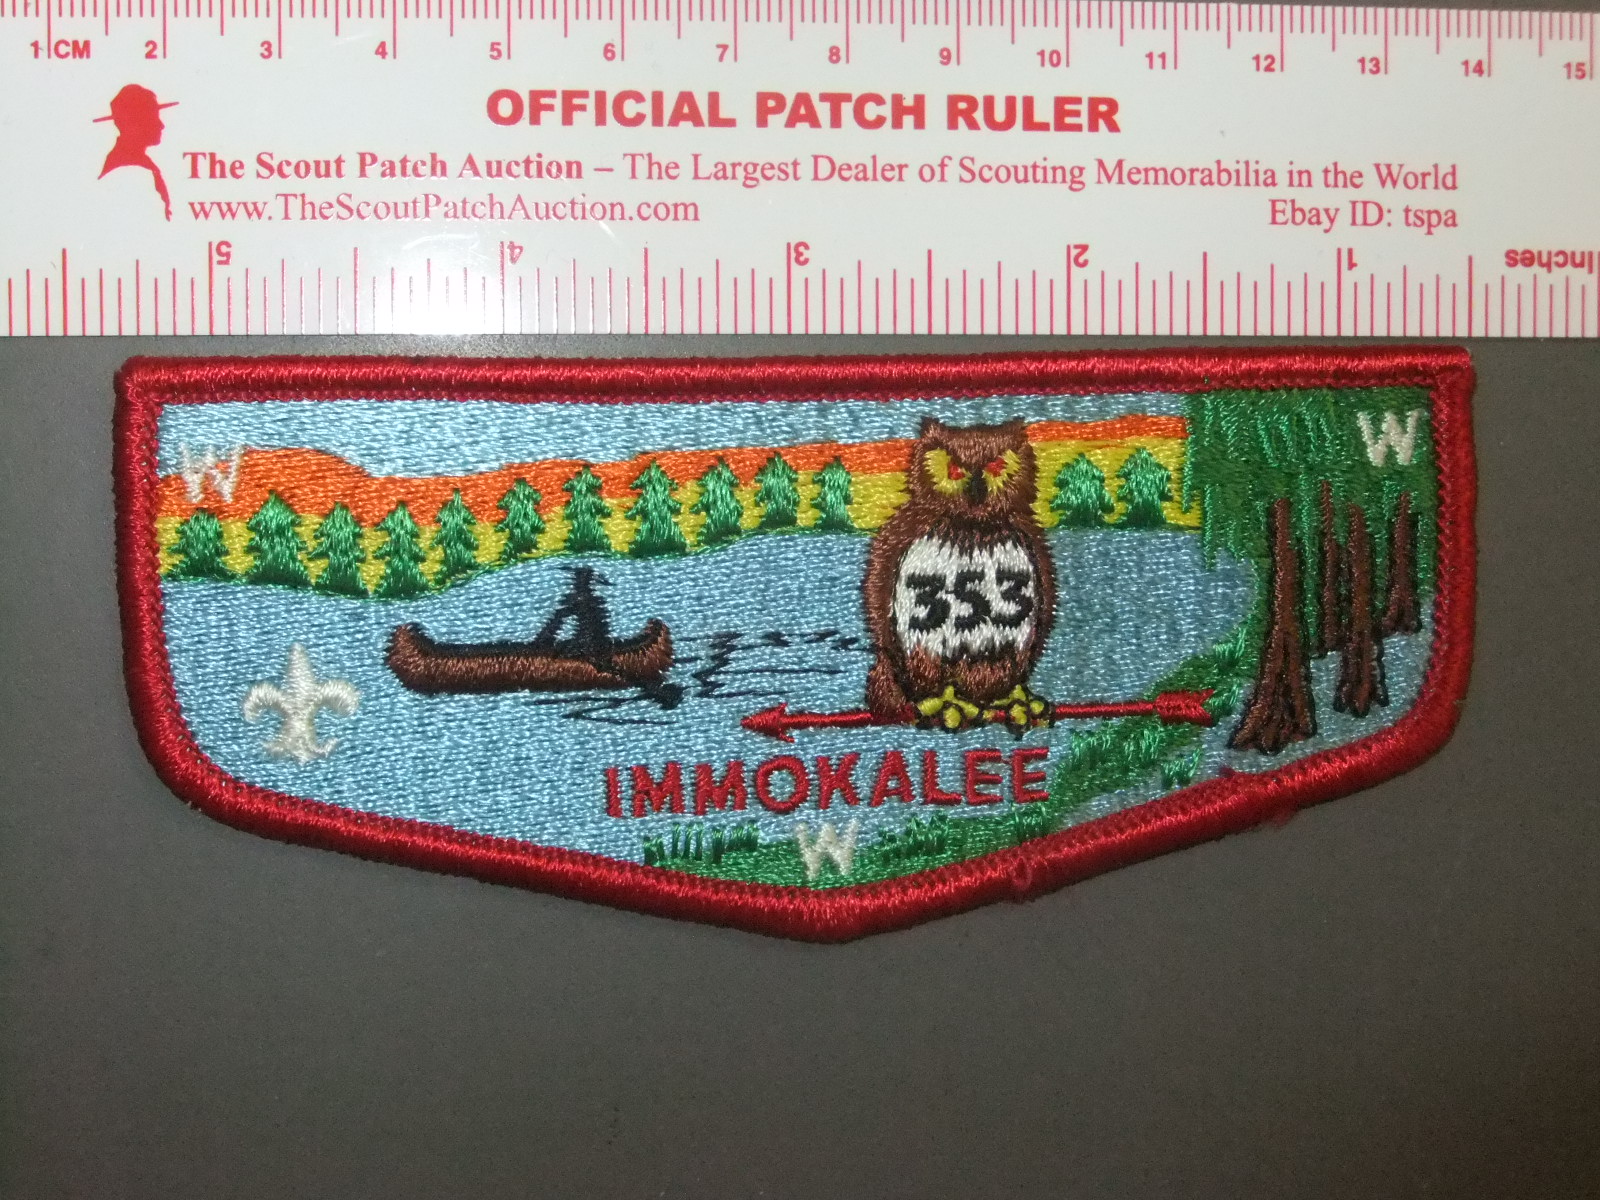 1 CM 2 3 4 5 6 7 8 9 10 11 12 13 14 15
OFFICIAL PATCH RULER
The Scout Patch Auction – The Largest Dealer of Scouting Memorabilia in the World
www.TheScoutPatchAuction.com
Ebay ID: tspa
5 4 3 2 1 Inches
W
W
353
IMMOKALEE
W